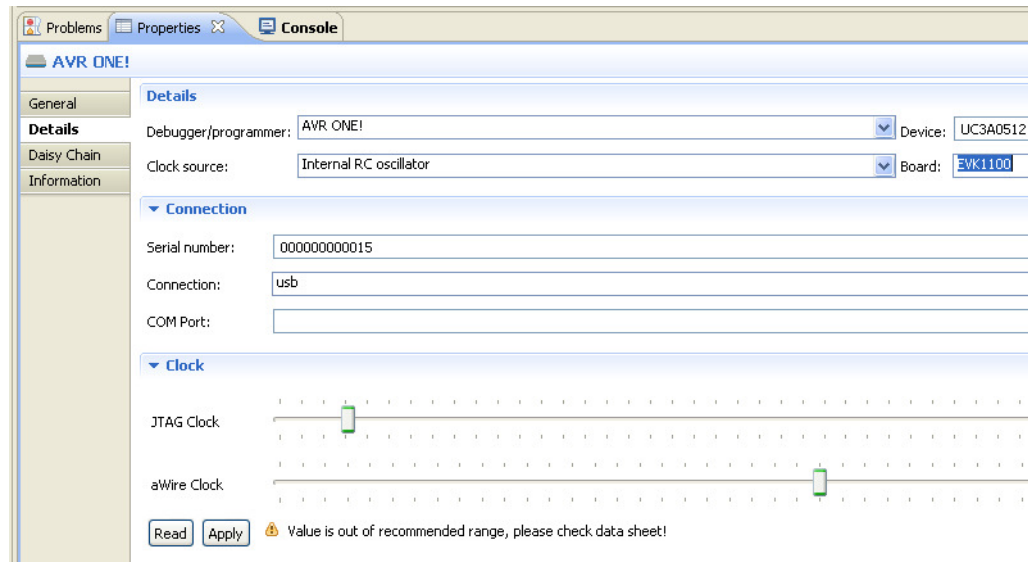 Problems Properties Console
AVR ONE!
General
Details
Daisy Chain
Information
Details
Debugger/programmer: AVR ONE! Device: UC3A0512
Clock source: Internal RC oscillator Board: EVK1100
Connection
Serial number: 000000000015
Connection: usb
COM Port:
Clock
JTAG Clock
aWire Clock
Read Apply Value is out of recommended range, please check data sheet!